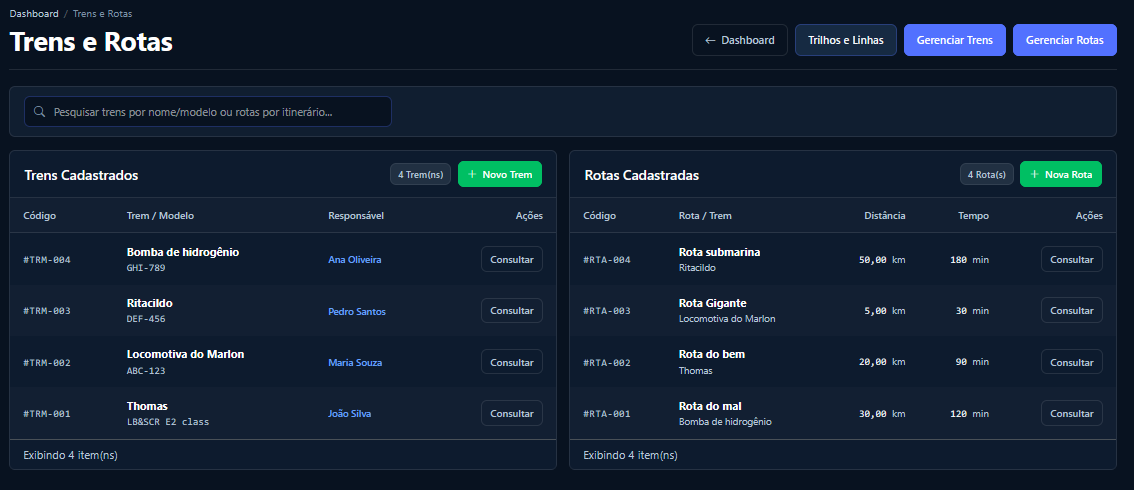 Dashboard / Trens e Rotas
Trens e Rotas
← Dashboard
Trilhos e Linhas
Gerenciar Trens
Gerenciar Rotas
Pesquisar trens por nome/modelo ou rotas por itinerário...
Trens Cadastrados
4 Trem(ns)
+ Novo Trem
Código Trem / Modelo Responsável Ações
#TRM-004 Bomba de hidrogênio Ana Oliveira Consultar
GHI-789
#TRM-003 Ritacildo Pedro Santos Consultar
DEF-456
#TRM-002 Locomotiva do Marlon Maria Souza Consultar
ABC-123
#TRM-001 Thomas João Silva Consultar
LB&SCR E2 class
Exibindo 4 item(ns)
Rotas Cadastradas
4 Rota(s)
+ Nova Rota
Código Rota / Trem Distância Tempo Ações
#RTA-004 Rota submarina 50,00 km 180 min Consultar
Ritacildo
#RTA-003 Rota Gigante 5,00 km 30 min Consultar
Locomotiva do Marlon
#RTA-002 Rota do bem 20,00 km 90 min Consultar
Thomas
#RTA-001 Rota do mal 30,00 km 120 min Consultar
Bomba de hidrogênio
Exibindo 4 item(ns)